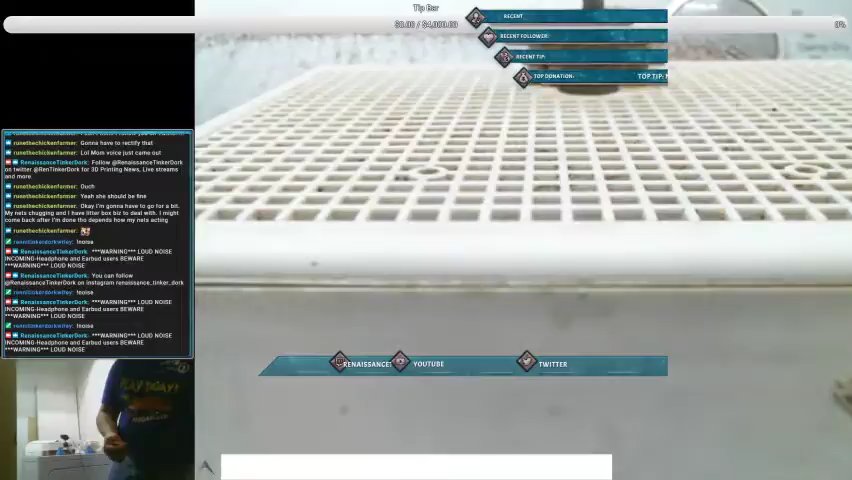 Tip Bar
$0.00 / $4,000.00
0%
RECENT
RECENT FOLLOWER:
RECENT TIP:
TOP DONATION:
TOP TIP:
runethechickenfarmer: Gonna have to rectify that
runethechickenfarmer: Lol Mom voice just came out
RenaissanceTinkerDork: Follow @RenaissanceTinkerDork
on twitter @RenTinkerDork for 3D Printing News, Live streams
and more.
runethechickenfarmer: Ouch
runethechickenfarmer: Yeah she should be fine
runethechickenfarmer: Okay I'm gonna have to go for a bit.
My nets chugging and I have litter box biz to deal with. I might
come back after I'm done tho depends how my nets acting
runethechickenfarmer:
rennitinkerdorkwifey: !noise
RenaissanceTinkerDork: ***WARNING*** LOUD NOISE
INCOMING-Headphone and Earbud users BEWARE
***WARNING*** LOUD NOISE
RenaissanceTinkerDork: You can follow
@RenaissanceTinkerDork on instagram renaissance_tinker_dork
rennitinkerdorkwifey: !noise
RenaissanceTinkerDork: ***WARNING*** LOUD NOISE
INCOMING-Headphone and Earbud users BEWARE
***WARNING*** LOUD NOISE
rennitinkerdorkwifey: !noise
RenaissanceTinkerDork: ***WARNING*** LOUD NOISE
INCOMING-Headphone and Earbud users BEWARE
***WARNING*** LOUD NOISE
RENAISSANCE
YOUTUBE
TWITTER